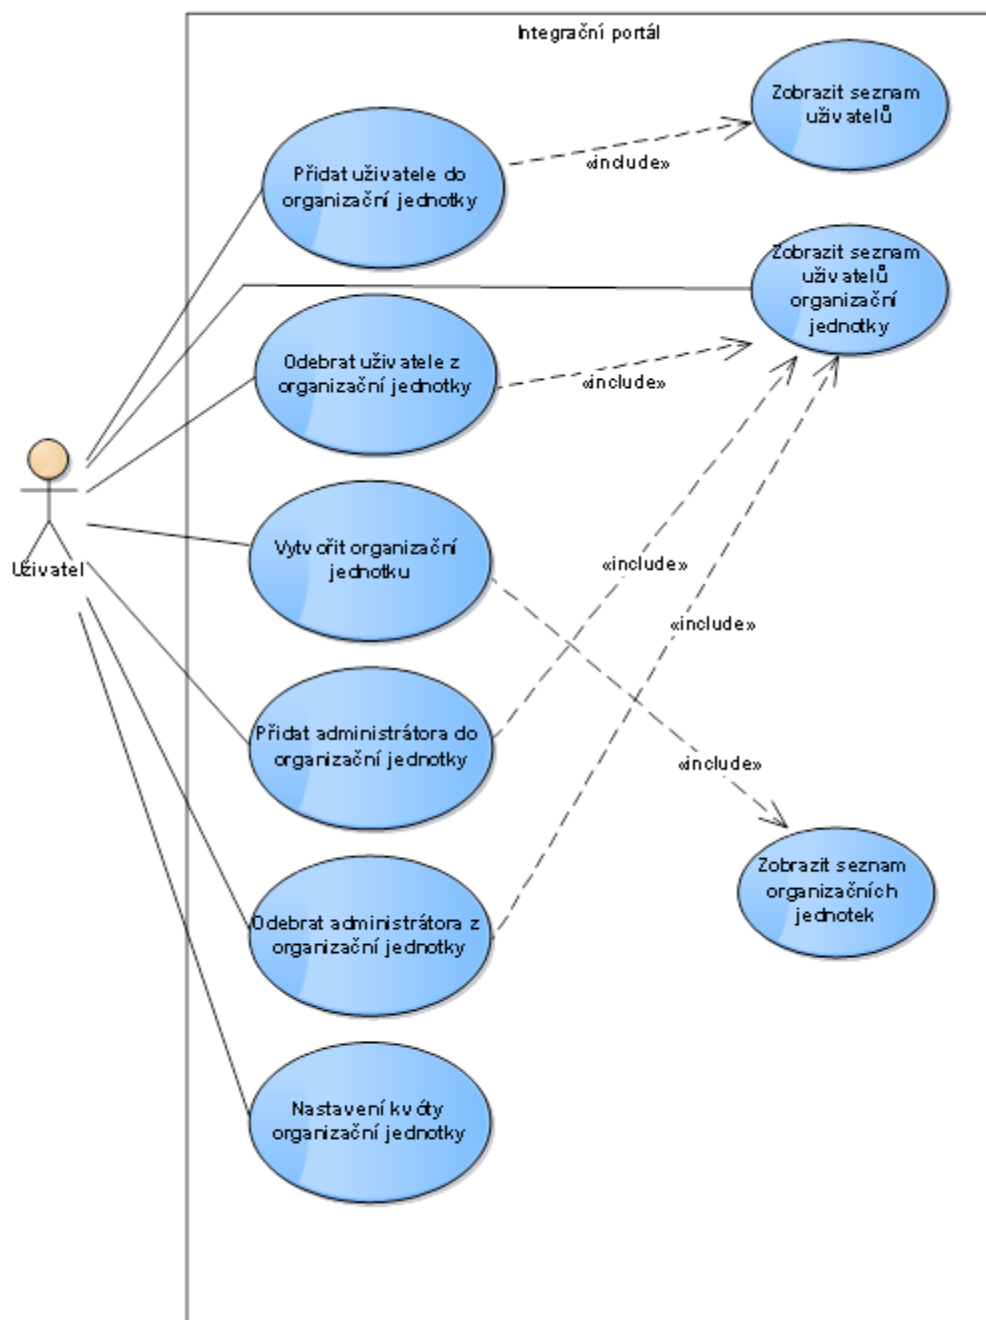 Integrační portál
Zobrazit seznam
uživatelů
Přidat uživatele do
organizační jednotky
«include»
Zobrazit seznam
uživatelů
organizační
jednotky
Odebrat uživatele z
organizační jednotky
«include»
Uživatel
Vytvořit organizační
jednotku
«include»
«include»
Přidat administrátora do
organizační jednotky
«include»
Zobrazit seznam
organizačních
jednotek
Odebrat administrátora z
organizační jednotky
Nastavení kvóty
organizační jednotky